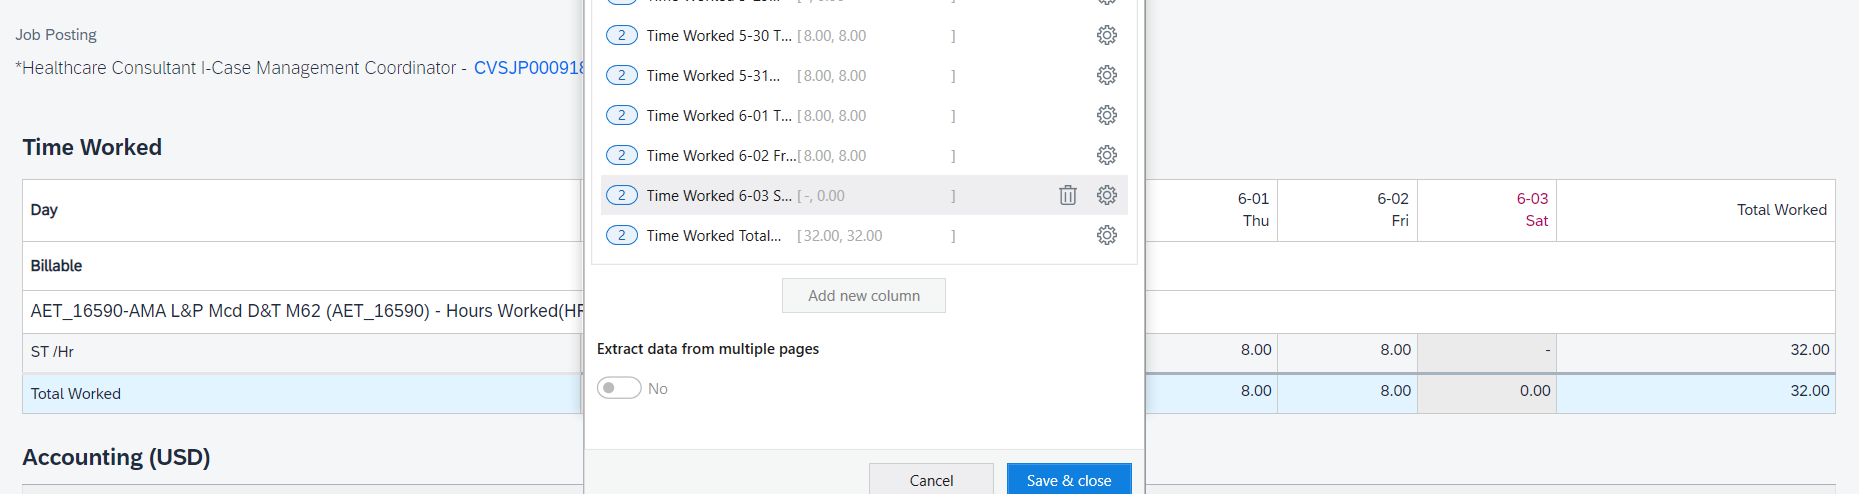 Job Posting
*Healthcare Consultant I-Case Management Coordinator - CVSJP000918
Time Worked
Day
6-01 Thu
6-02 Fri
6-03 Sat
Total Worked
Billable
AET_16590-AMA L&P Mcd D&T M62 (AET_16590) - Hours Worked(HR
ST /Hr
8.00 8.00 - 32.00
Total Worked
8.00 8.00 0.00 32.00
Accounting (USD)
2 Time Worked 5-30 T... [ 8.00, 8.00 ]
2 Time Worked 5-31... [ 8.00, 8.00 ]
2 Time Worked 6-01 T... [ 8.00, 8.00 ]
2 Time Worked 6-02 Fr... [ 8.00, 8.00 ]
2 Time Worked 6-03 S... [ -, 0.00 ]
2 Time Worked Total... [ 32.00, 32.00 ]
Add new column
Extract data from multiple pages
No
Cancel
Save & close